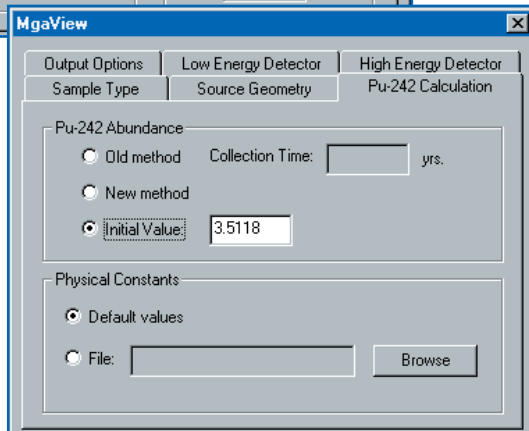 MgaView
Output Options Low Energy Detector High Energy Detector
Sample Type Source Geometry Pu-242 Calculation
Pu-242 Abundance
Old method Collection Time: yrs.
New method
Initial Value: 3.5118
Physical Constants
Default values
File: Browse